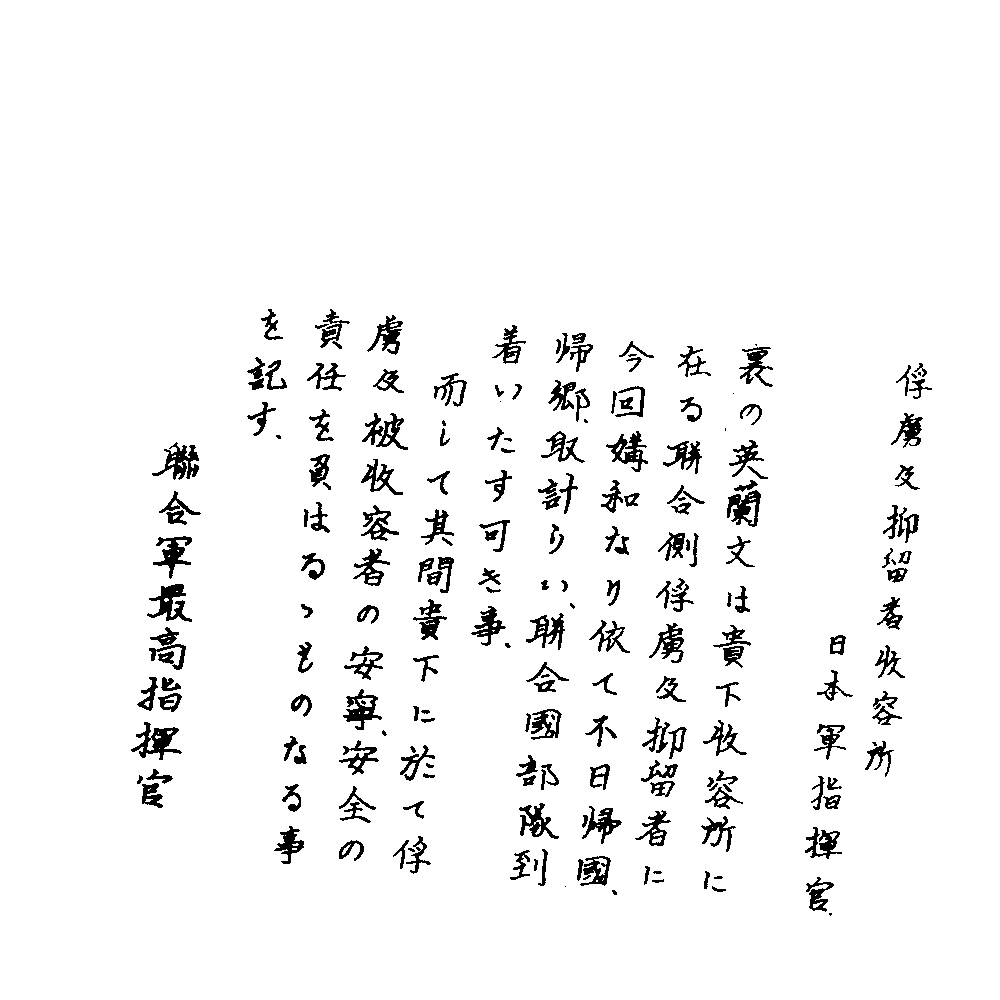 俘虜及抑留者收容所
日本軍指揮官.
裏の英蘭文は貴下收容所に
在る聯合側俘虜及抑留者に
今回媾和なり依て不日帰國、
帰郷、取計らい、聯合國部隊到
着いたす可き事、
而して其間貴下に於て俘
虜及被收容者の安寧、安全の
責任を負はるゝものなる事
を記す、
聯合軍最高指揮官